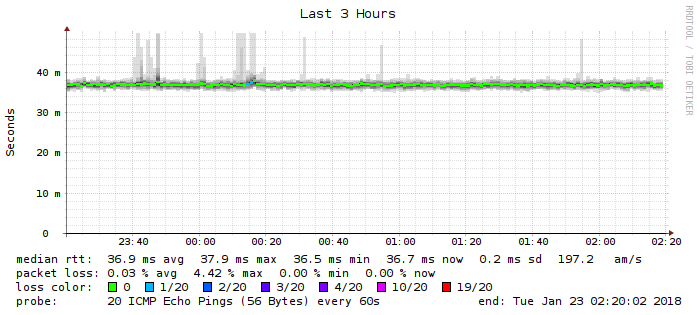 Last 3 Hours
RRDTOOL / TOBI OETIKER
Seconds
40 m
30 m
20 m
10 m
0
23:40 00:00 00:20 00:40 01:00 01:20 01:40 02:00 02:20
median rtt: 36.9 ms avg 37.9 ms max 36.5 ms min 36.7 ms now 0.2 ms sd 197.2 am/s
packet loss: 0.03 % avg 4.42 % max 0.00 % min 0.00 % now
loss color: 0 1/20 2/20 3/20 4/20 10/20 19/20
probe: 20 ICMP Echo Pings (56 Bytes) every 60s end: Tue Jan 23 02:20:02 2018